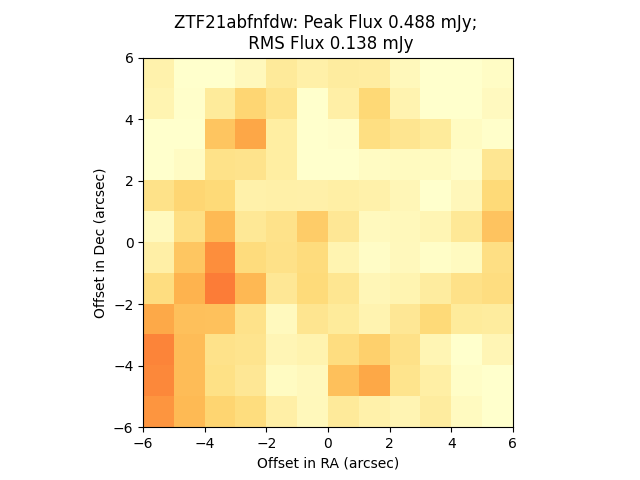 ZTF21abfnfdw: Peak Flux 0.488 mJy;
RMS Flux 0.138 mJy
6
4
2
0
−2
−4
−6
Offset in Dec (arcsec)
−6 −4 −2 0 2 4 6
Offset in RA (arcsec)